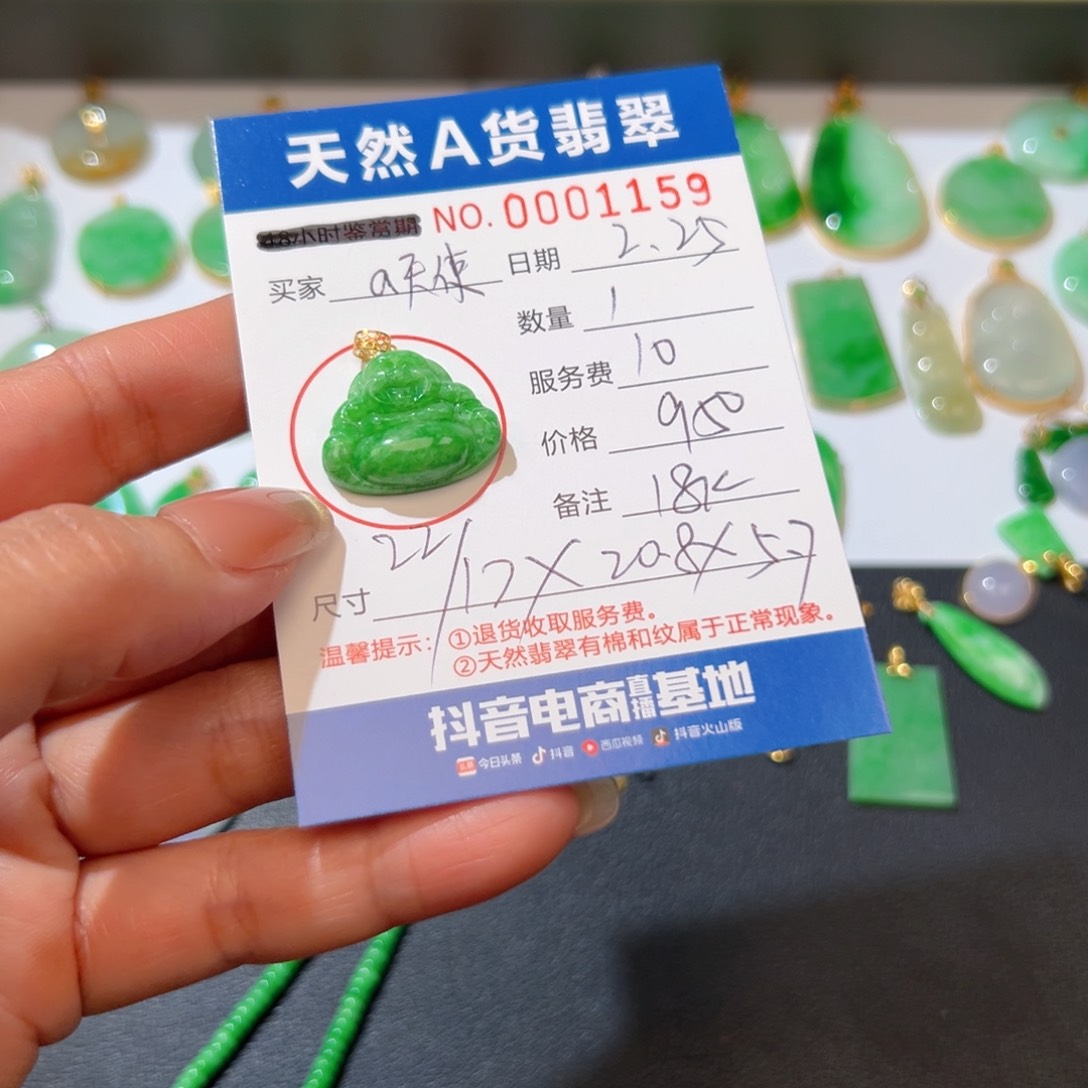 天然A货翡翠
48小时鉴赏期 NO. 0001159
买家 a天使 日期 2.25
数量 1
服务费 10
价格 950
备注 18K
尺寸 22/17X20.8X5.7
温馨提示：①退货收取服务费。
②天然翡翠有棉和纹属于正常现象。
抖音电商直播基地
今日头条 抖音 西瓜视频 抖音火山版